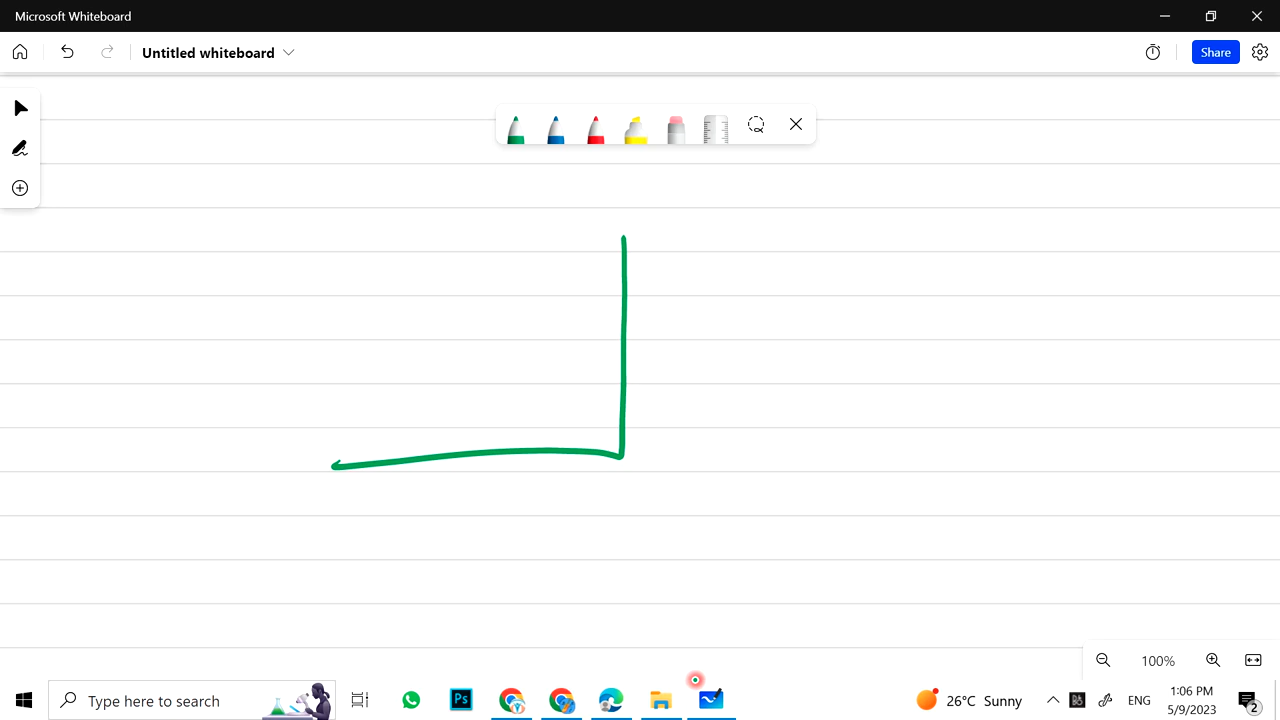 Microsoft Whiteboard
Untitled whiteboard
Share
100%
Type here to search
Ps
26°C Sunny
ENG
1:06 PM
5/9/2023
2